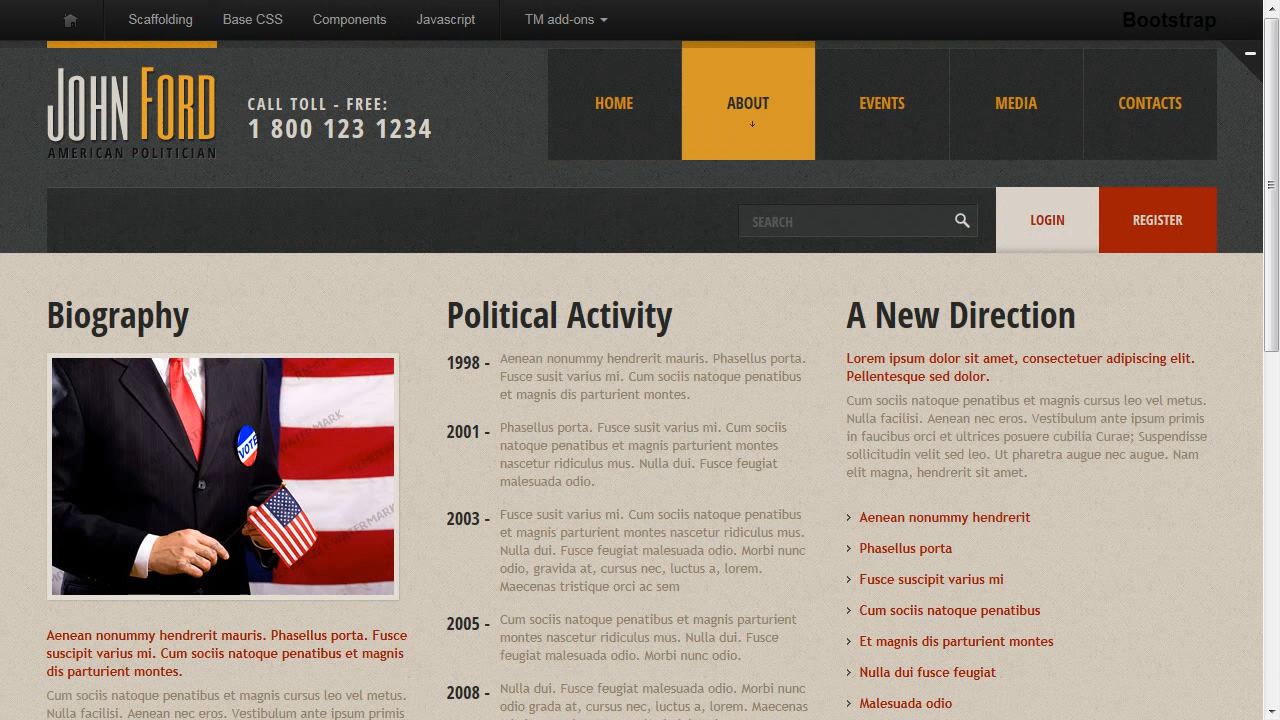 Scaffolding
Base CSS
Components
Javascript
TM add-ons
Bootstrap
JOHN FORD
AMERICAN POLITICIAN
CALL TOLL - FREE:
1 800 123 1234
HOME
ABOUT
EVENTS
MEDIA
CONTACTS
SEARCH
LOGIN
REGISTER
Biography
VOTE
Aenean nonummy hendrerit mauris. Phasellus porta. Fusce
suscipit varius mi. Cum sociis natoque penatibus et magnis
dis parturient montes.
Cum sociis natoque penatibus et magnis cursus leo vel metus.
Nulla facilisi. Aenean nec eros. Vestibulum ante ipsum primis
Political Activity
1998 -
Aenean nonummy hendrerit mauris. Phasellus porta.
Fusce susit varius mi. Cum sociis natoque penatibus
et magnis dis parturient montes.
2001 -
Phasellus porta. Fusce susit varius mi. Cum sociis
natoque penatibus et magnis parturient montes
nascetur ridiculus mus. Nulla dui. Fusce feugiat
malesuada odio.
2003 -
Fusce susit varius mi. Cum sociis natoque penatibus
et magnis parturient montes nascetur ridiculus mus.
Nulla dui. Fusce feugiat malesuada odio. Morbi nunc
odio, gravida at, cursus nec, luctus a, lorem.
Maecenas tristique orci ac sem
2005 -
Cum sociis natoque penatibus et magnis parturient
montes nascetur ridiculus mus. Nulla dui. Fusce
feugiat malesuada odio. Morbi nunc odio.
2008 -
Nulla dui. Fusce feugiat malesuada odio. Morbi nunc
odio grada at, cursus nec, luctus a, lorem. Maecenas
A New Direction
Lorem ipsum dolor sit amet, consectetuer adipiscing elit.
Pellentesque sed dolor.
Cum sociis natoque penatibus et magnis cursus leo vel metus.
Nulla facilisi. Aenean nec eros. Vestibulum ante ipsum primis
in faucibus orci et ultrices posuere cubilia Curae; Suspendisse
sollicitudin velit sed leo. Ut pharetra augue nec augue. Nam
elit magna, hendrerit sit amet.
Aenean nonummy hendrerit
Phasellus porta
Fusce suscipit varius mi
Cum sociis natoque penatibus
Et magnis dis parturient montes
Nulla dui fusce feugiat
Malesuada odio